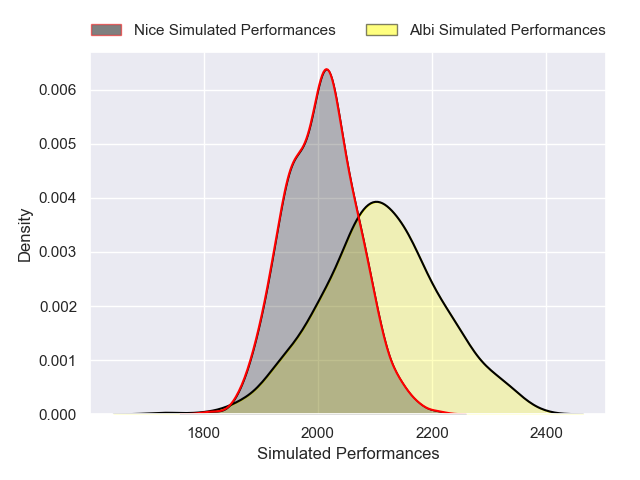 Nice Simulated Performances Albi Simulated Performances
0.006
0.005
0.004
0.003
0.002
0.001
0.000
Density
1800 2000 2200 2400
Simulated Performances